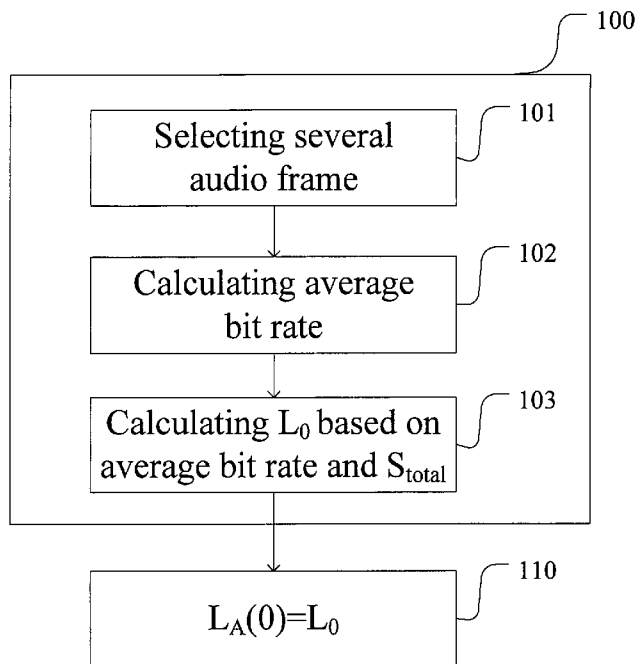 100
101
Selecting several
audio frame
102
Calculating average
bit rate
103
Calculating L₀ based on
average bit rate and Sₜₒₜₐₗ
110
L_A(0)=L₀